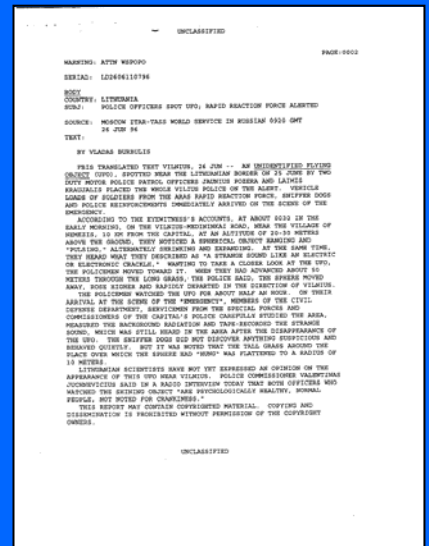 UNCLASSIFIED
PAGE:0002
WARNING: ATTN WSPOPO
SERIAL: LD2606110796
BODY
COUNTRY: LITHUANIA
SUBJ: POLICE OFFICERS SPOT UFO; RAPID REACTION FORCE ALERTED
SOURCE: MOSCOW ITAR-TASS WORLD SERVICE IN RUSSIAN 0920 GMT
26 JUN 96
TEXT:
BY VLADAS BURBULIS
FBIS TRANSLATED TEXT VILNIUS, 26 JUN -- AN UNIDENTIFIED FLYING
OBJECT (UFO), SPOTTED NEAR THE LITHUANIAN BORDER ON 25 JUNE BY TWO
DUTY MOTOR PATROL OFFICERS JAUNIUS POZERA AND LAIMIS
PLACED THE WHOLE VILIUS POLICE ON THE ALERT. VEHICLE
LOADS OF SOLDIERS FROM THE ARAS RAPID REACTION FORCE, SNIFFER DOGS
AND POLICE REINFORCEMENTS IMMEDIATELY ARRIVED ON THE SCENE OF THE
EMERGENCY.
ACCORDING TO THE EYEWITNESS'S ACCOUNTS, AT ABOUT IN THE
EARLY MORNING, ON THE VILNIUS-MEDININKAI ROAD, NEAR THE VILLAGE OF
NEMEZIS, 10 KM FROM THE CAPITAL, AT AN ALTITUDE OF 20-30 METERS
ABOVE THE GROUND, THEY NOTICED A SPHERICAL OBJECT HANGING AND
"PULSING," ALTERNATELY SHRINKING AND EXPANDING. AT THE SAME TIME,
THEY HEARD WHAT THEY DESCRIBED AS "A STRANGE SOUND LIKE AN ELECTRIC
OR ELECTRONIC CRACKLE." WANTING TO TAKE A CLOSER LOOK AT THE UFO,
THE POLICEMEN MOVED TOWARD IT. WHEN THEY HAD ADVANCED ABOUT 50
METERS THROUGH THE LONG GRASS, THE POLICE SAID, THE SPHERE MOVED
AWAY, ROSE HIGHER AND RAPIDLY DEPARTED IN THE DIRECTION OF VILNIUS.
THE POLICEMEN WATCHED THE UFO FOR ABOUT HALF AN HOUR. ON THEIR
ARRIVAL AT THE SCENE OF THE "EMERGENCY", MEMBERS OF THE CIVIL
DEFENSE DEPARTMENT, SERVICEMEN FROM THE SPECIAL FORCES AND
COMMISSIONERS OF THE CAPITAL'S POLICE CAREFULLY STUDIED THE AREA,
MEASURED THE BACKGROUND RADIATION AND TAPE-RECORDED THE STRANGE
SOUND, WHICH WAS STILL HEARD IN THE AREA AFTER THE DISAPPEARANCE OF
THE UFO. THE SNIFFER DOGS DID NOT DISCOVER ANYTHING SUSPICIOUS AND
BEHAVED QUIETLY. BUT IT WAS NOTED THAT THE TALL GRASS AROUND THE
PLACE OVER WHICH THE SPHERE HAD "HUNG" WAS FLATTENED TO A RADIUS OF
10 METERS.
LITHUANIAN SCIENTISTS HAVE NOT YET EXPRESSED AN OPINION ON THE
APPEARANCE OF THIS UFO NEAR VILNIUS. POLICE COMMISSIONER VALENTINAS
SAID IN A RADIO INTERVIEW TODAY THAT BOTH OFFICERS WHO
WATCHED THE SHINING OBJECT "ARE PSYCHOLOGICALLY HEALTHY, NORMAL
PEOPLE, NOT NOTED FOR CRANKINESS."
THIS REPORT MAY CONTAIN COPYRIGHTED MATERIAL. COPYING AND
DISSEMINATION IS PROHIBITED WITHOUT PERMISSION OF THE COPYRIGHT
OWNERS.
UNCLASSIFIED